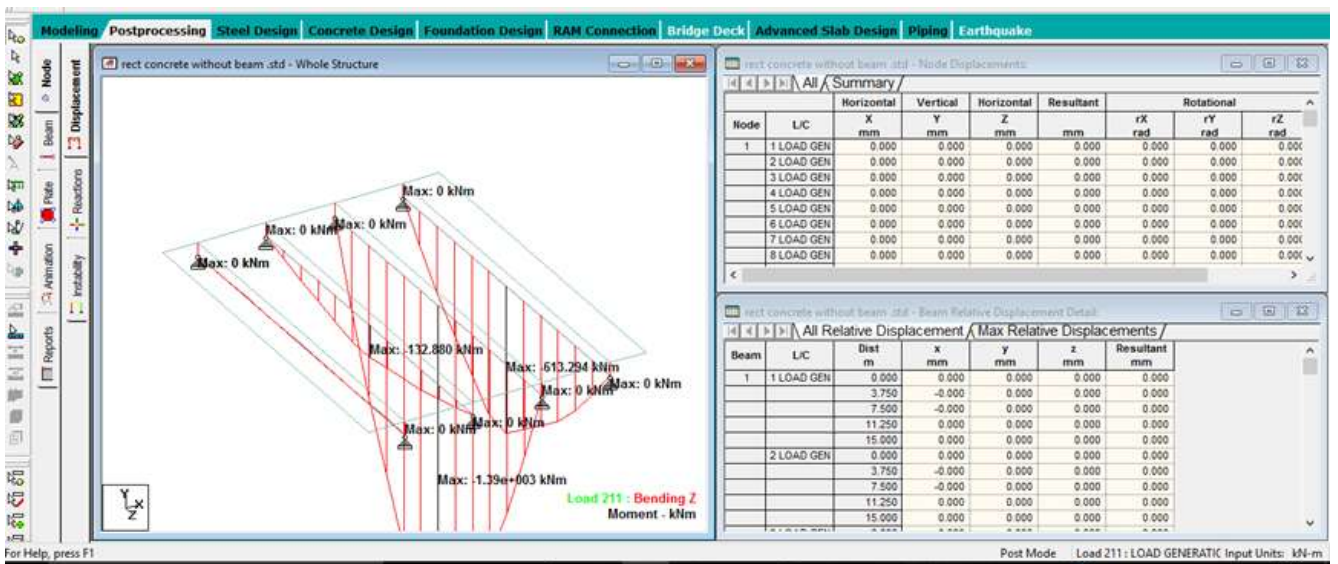 Modeling Postprocessing Steel Design Concrete Design Foundation Design RAM Connection Bridge Deck Advanced Slab Design Piping Earthquake
Node
Beam
Plate
Animation
Reports
Displacement
Reactions
Instability
rect concrete without beam .std - Whole Structure
Max: 0 kNm
Max: 0 kNm
Max: 0 kNm
Max: 0 kNm
Max: -132.880 kNm
Max: -613.294 kNm
Max: 0 kNm
Max: 0 kNm
Max: 0 kNm
Max: 0 kNm
Max: -1.39e+003 kNm
Load 211 : Bending Z
Moment - kNm
Y
X
Z
rect concrete without beam .std - Node Displacements:
All Summary
Horizontal Vertical Horizontal Resultant Rotational
Node L/C X Y Z rX rY rZ
mm mm mm mm rad rad rad
1 1 LOAD GEN 0.000 0.000 0.000 0.000 0.000 0.000 0.000
2 LOAD GEN 0.000 0.000 0.000 0.000 0.000 0.000 0.000
3 LOAD GEN 0.000 0.000 0.000 0.000 0.000 0.000 0.000
4 LOAD GEN 0.000 0.000 0.000 0.000 0.000 0.000 0.000
5 LOAD GEN 0.000 0.000 0.000 0.000 0.000 0.000 0.000
6 LOAD GEN 0.000 0.000 0.000 0.000 0.000 0.000 0.000
7 LOAD GEN 0.000 0.000 0.000 0.000 0.000 0.000 0.000
8 LOAD GEN 0.000 0.000 0.000 0.000 0.000 0.000 0.000
rect concrete without beam .std - Beam Relative Displacement Detail:
All Relative Displacement Max Relative Displacements
Beam L/C Dist x y z Resultant
m mm mm mm mm
1 1 LOAD GEN 0.000 0.000 0.000 0.000 0.000
3.750 -0.000 0.000 0.000 0.000
7.500 -0.000 0.000 0.000 0.000
11.250 0.000 0.000 0.000 0.000
15.000 0.000 0.000 0.000 0.000
2 LOAD GEN 0.000 0.000 0.000 0.000 0.000
3.750 -0.000 0.000 0.000 0.000
7.500 -0.000 0.000 0.000 0.000
11.250 0.000 0.000 0.000 0.000
15.000 0.000 0.000 0.000 0.000
For Help, press F1
Post Mode Load 211 : LOAD GENERATIC Input Units: kN-m